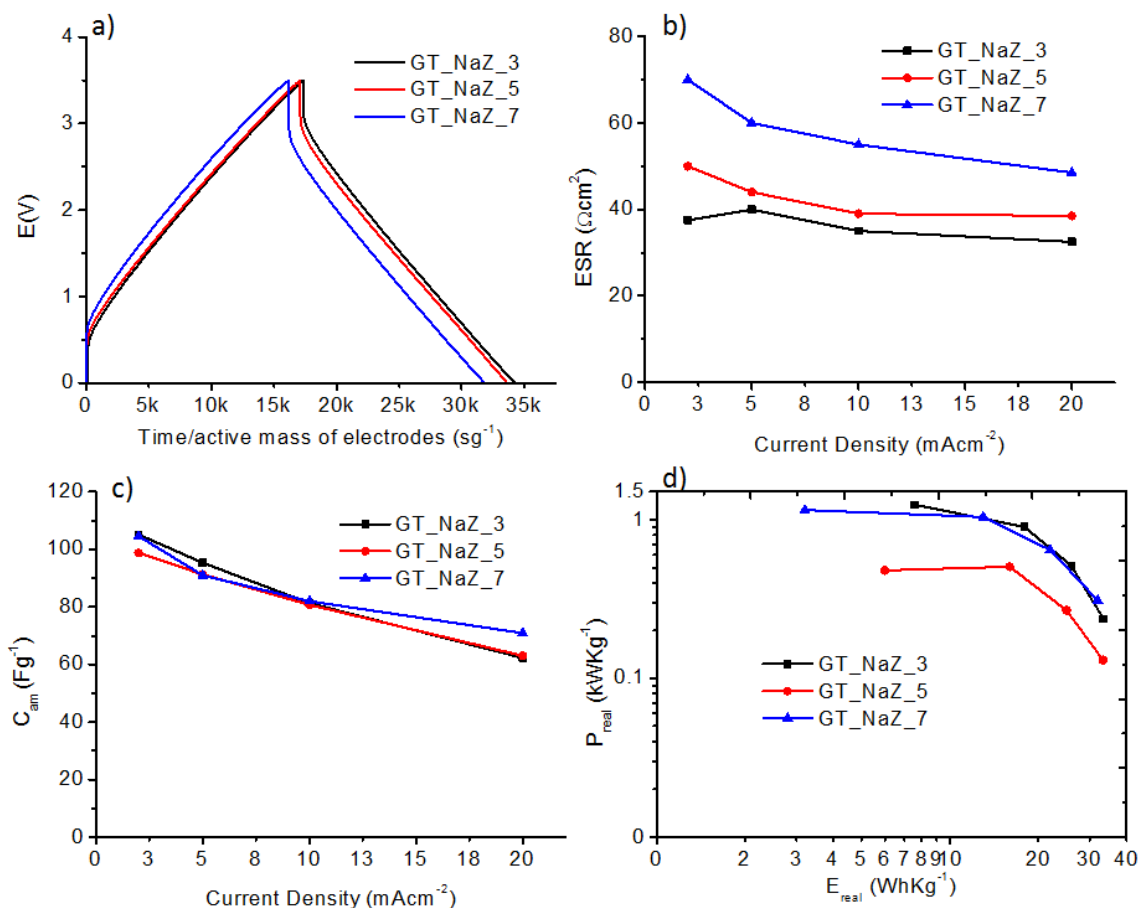 a)
E(V)
4
3
2
1
0
GT_NaZ_3
GT_NaZ_5
GT_NaZ_7
0 5k 10k 15k 20k 25k 30k 35k
Time/active mass of electrodes (sg⁻¹)
b)
ESR (Ωcm²)
80
60
40
20
0
GT_NaZ_3
GT_NaZ_5
GT_NaZ_7
0 3 5 8 10 13 15 18 20
Current Density (mAcm⁻²)
c)
C_am (Fg⁻¹)
120
100
80
60
40
20
0
GT_NaZ_3
GT_NaZ_5
GT_NaZ_7
0 3 5 8 10 13 15 18 20
Current Density (mAcm⁻²)
d)
P_real (kWKg⁻¹)
1.5
1
0.1
0
GT_NaZ_3
GT_NaZ_5
GT_NaZ_7
0 2 3 4 5 6 7 8 9 10 20 30 40
E_real (WhKg⁻¹)